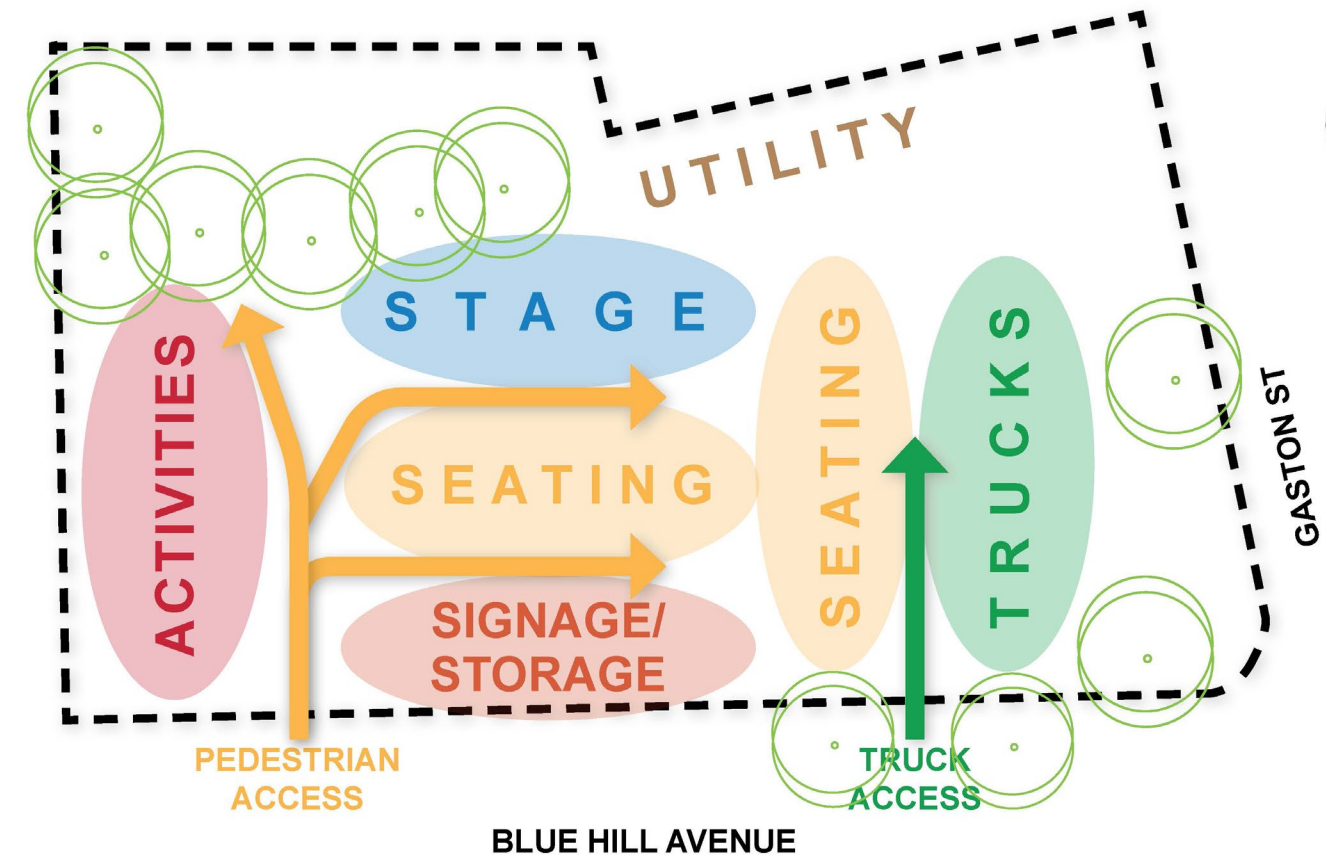 UTILITY
STAGE
ACTIVITIES
SEATING
SEATING
TRUCKS
SIGNAGE/
STORAGE
GASTON ST
PEDESTRIAN
ACCESS
TRUCK
ACCESS
BLUE HILL AVENUE